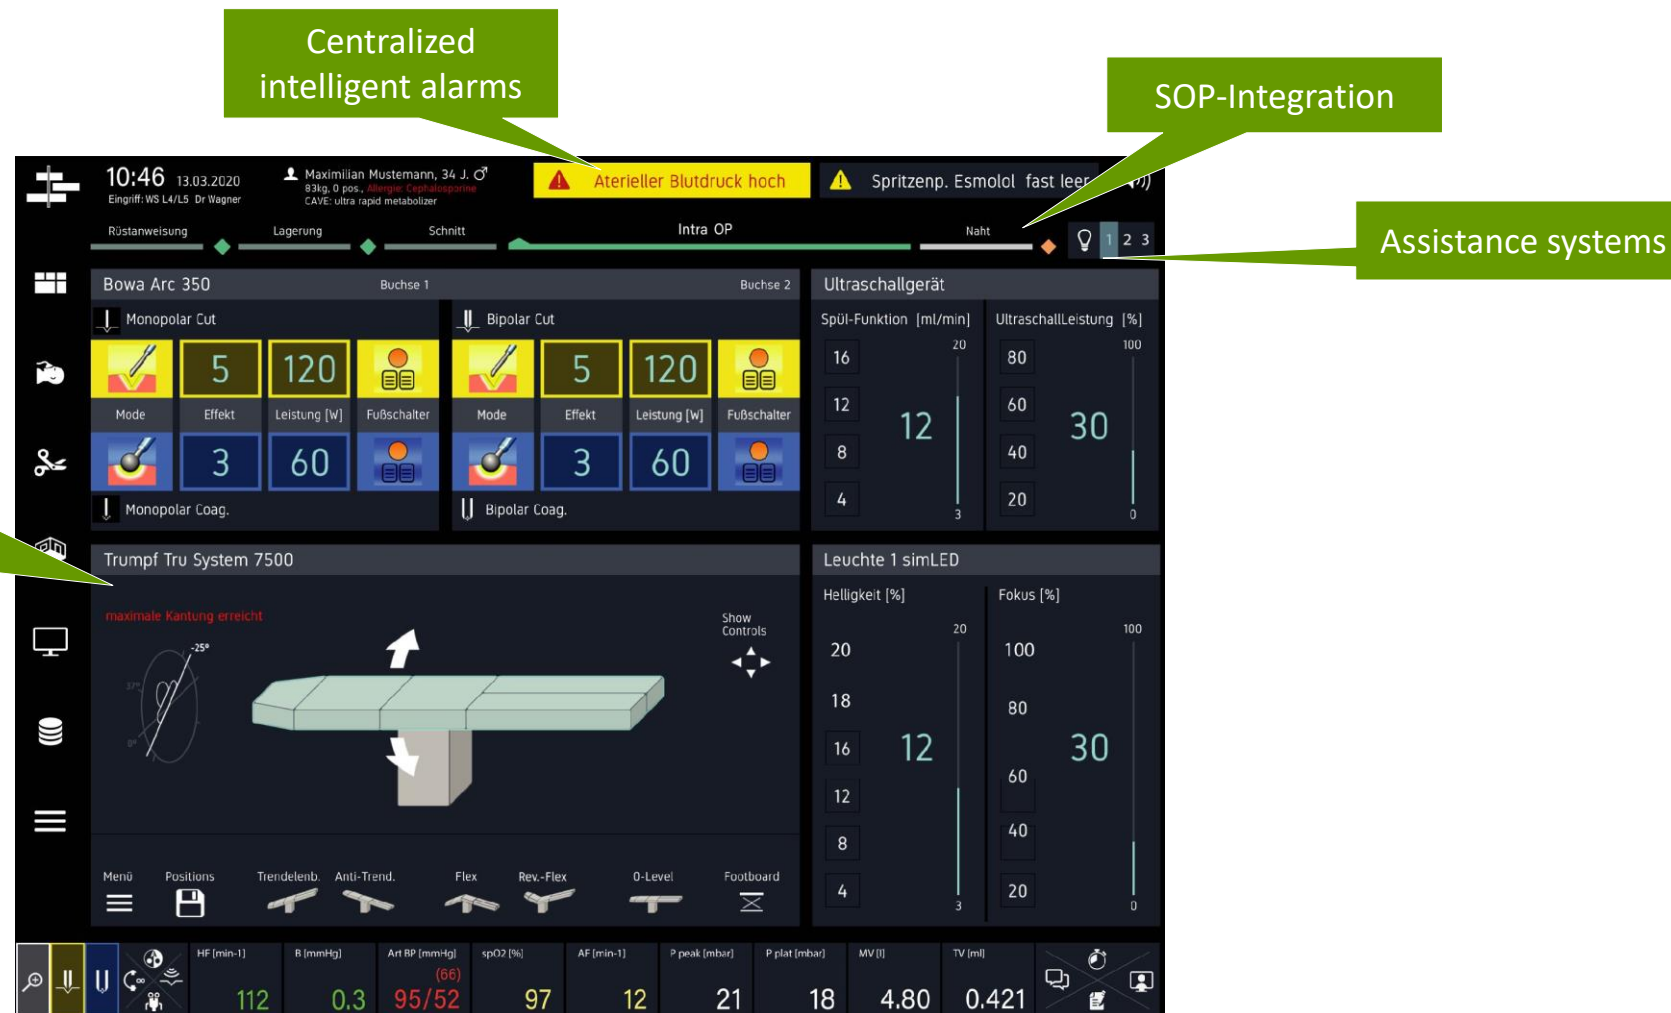 Centralized
intelligent alarms
SOP-Integration
Assistance systems
10:46 13.03.2020
Eingriff: WS L4/L5 Dr Wagner
Maximilian Mustemann, 34 J. ♂
83kg, 0 pos., Allergie: Cephalosporine
CAVE: ultra rapid metabolizer
Aterieller Blutdruck hoch
Spritzenp. Esmolol fast leer
Rüstanweisung
Lagerung
Schnitt
Intra OP
Naht
1 2 3
Bowa Arc 350
Buchse 1
Buchse 2
Monopolar Cut
Bipolar Cut
5 120
5 120
Mode Effekt Leistung [W] Fußschalter
Mode Effekt Leistung [W] Fußschalter
3 60
3 60
Monopolar Coag.
Bipolar Coag.
Ultraschallgerät
Spül-Funktion [ml/min]
UltraschallLeistung [%]
20
16
12
12
8
4
3
100
80
60
30
40
20
0
Trumpf Tru System 7500
maximale Kantung erreicht
-25°
37°
0°
Show
Controls
Menü Positions Trendelenb. Anti-Trend. Flex Rev.-Flex 0-Level Footboard
Leuchte 1 simLED
Helligkeit [%]
Fokus [%]
20
20
18
16
12
12
8
4
3
100
100
80
30
60
40
20
0
HF [min-1]
112
B [mmHg]
0.3
Art BP [mmHg]
(66)
95/52
spO2 [%]
97
AF [min-1]
12
P peak [mbar]
21
P plat [mbar]
18
MV [l]
4.80
TV [ml]
0.421